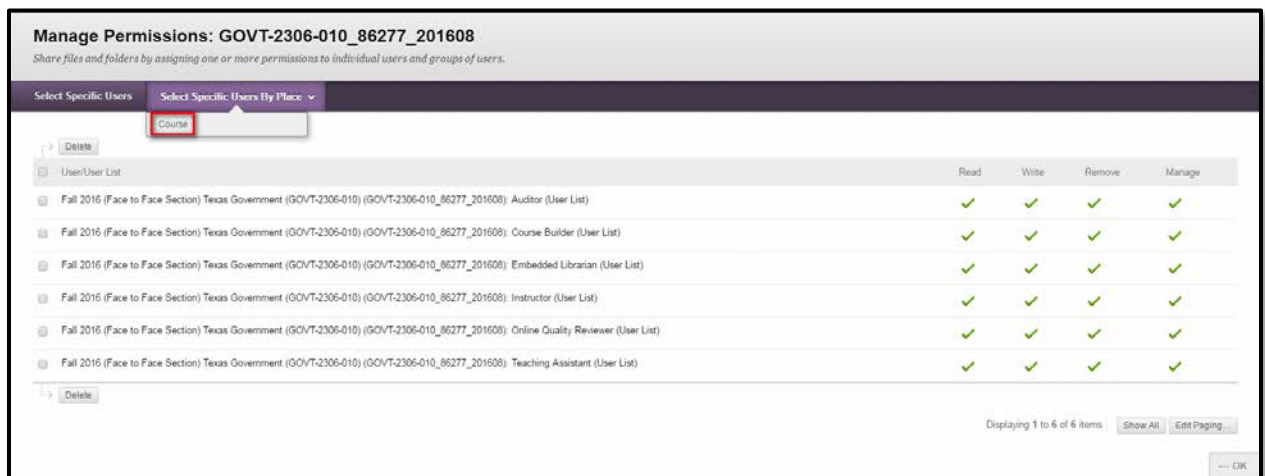 Manage Permissions: GOVT-2306-010_86277_201608
Share files and folders by assigning one or more permissions to individual users and groups of users.
Select Specific Users Select Specific Users By Place
Course
Delete
User/User List Read Write Remove Manage
Fall 2016 (Face to Face Section) Texas Government (GOVT-2306-010) (GOVT-2306-010_86277_201608): Auditor (User List)
Fall 2016 (Face to Face Section) Texas Government (GOVT-2306-010) (GOVT-2306-010_86277_201608): Course Builder (User List)
Fall 2016 (Face to Face Section) Texas Government (GOVT-2306-010) (GOVT-2306-010_86277_201608): Embedded Librarian (User List)
Fall 2016 (Face to Face Section) Texas Government (GOVT-2306-010) (GOVT-2306-010_86277_201608): Instructor (User List)
Fall 2016 (Face to Face Section) Texas Government (GOVT-2306-010) (GOVT-2306-010_86277_201608): Online Quality Reviewer (User List)
Fall 2016 (Face to Face Section) Texas Government (GOVT-2306-010) (GOVT-2306-010_86277_201608): Teaching Assistant (User List)
Delete
Displaying 1 to 6 of 6 items Show All Edit Paging...
← OK